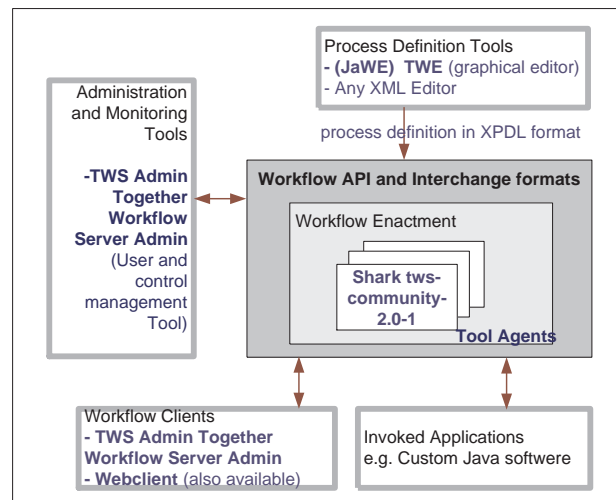 Process Definition Tools
- (JaWE) TWE (graphical editor)
- Any XML Editor
Administration
and Monitoring
Tools
-TWS Admin
Together
Workflow
Server Admin
(User and
control
management
Tool)
process definition in XPDL format
Workflow API and Interchange formats
Workflow Enactment
Shark tws-
community-
2.0-1
Tool Agents
Workflow Clients
- TWS Admin Together
Workflow Server Admin
- Webclient (also available)
Invoked Applications
e.g. Custom Java softwere